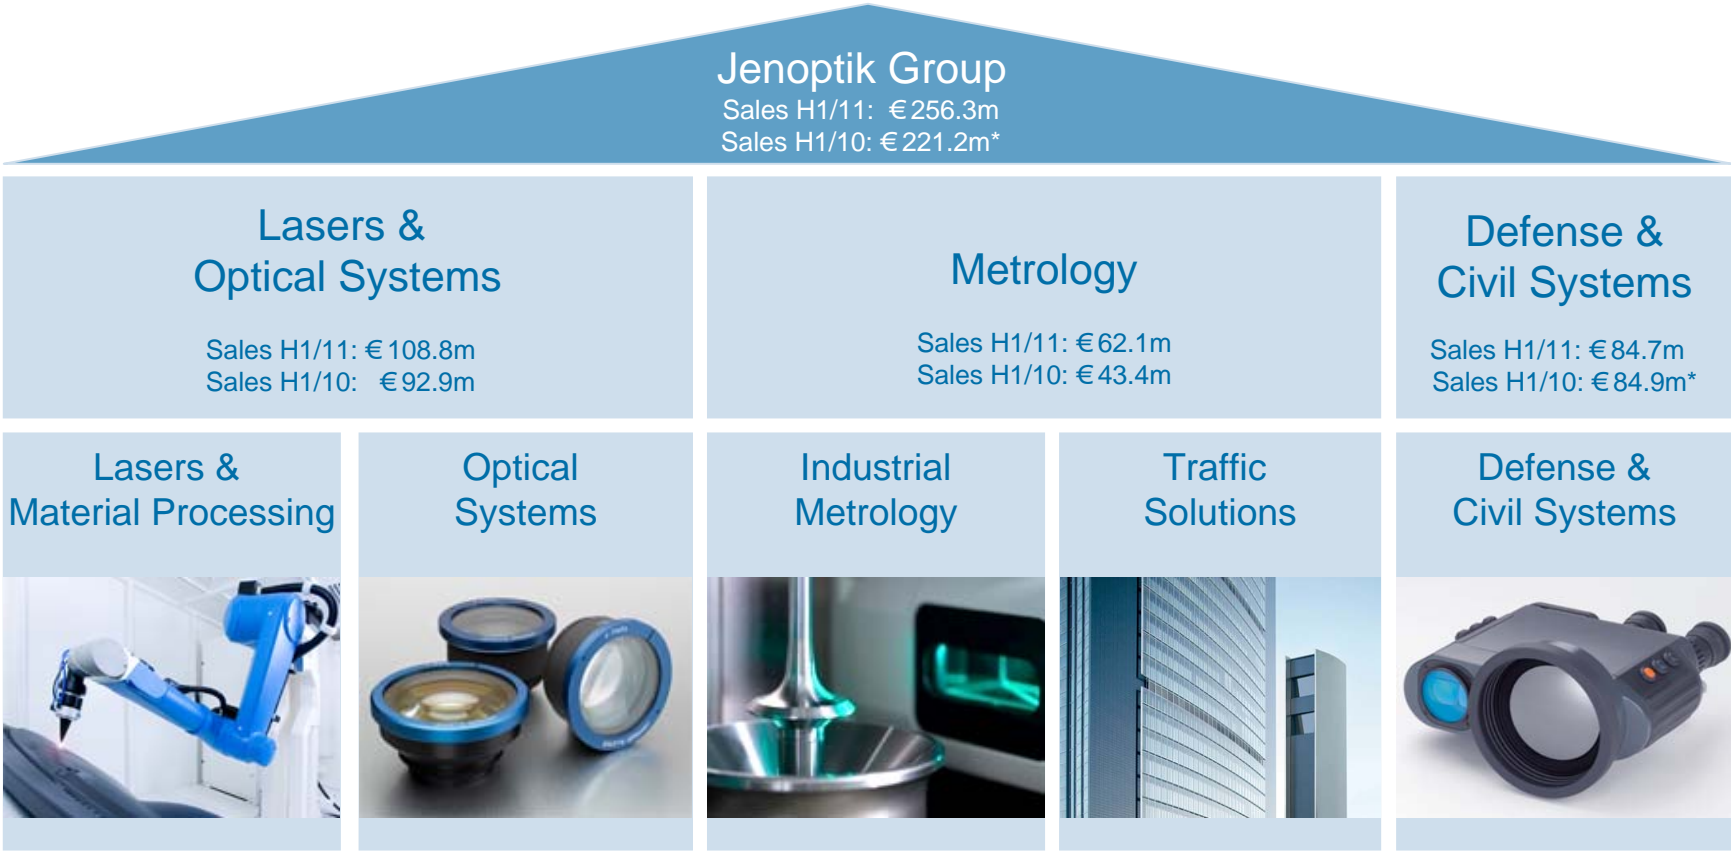 Jenoptik Group
Sales H1/11: € 256.3m
Sales H1/10: € 221.2m*
Lasers &
Optical Systems
Sales H1/11: € 108.8m
Sales H1/10: € 92.9m
Metrology
Sales H1/11: € 62.1m
Sales H1/10: € 43.4m
Defense &
Civil Systems
Sales H1/11: € 84.7m
Sales H1/10: € 84.9m*
Lasers &
Material Processing
Optical
Systems
Industrial
Metrology
Traffic
Solutions
Defense &
Civil Systems